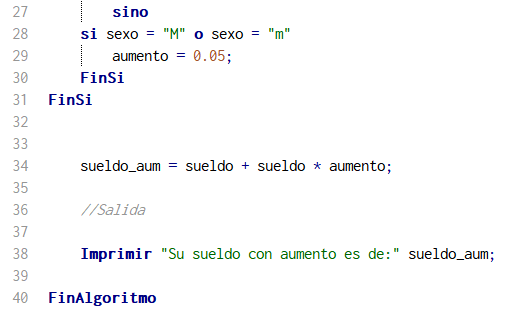 27 sino
28 si sexo = "M" o sexo = "m"
29 aumento = 0.05;
30 FinSi
31 FinSi
32
33
34 sueldo_aum = sueldo + sueldo * aumento;
35
36 //Salida
37
38 Imprimir "Su sueldo con aumento es de:" sueldo_aum;
39
40 FinAlgoritmo